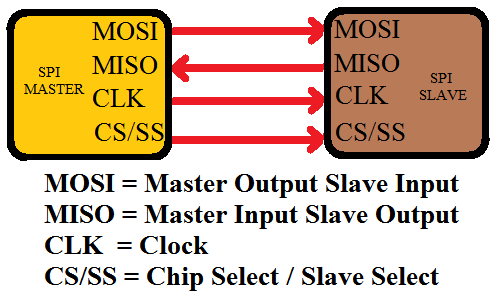 SPI
MASTER
MOSI
MISO
CLK
CS/SS
MOSI
MISO
CLK
CS/SS
SPI
SLAVE
MOSI = Master Output Slave Input
MISO = Master Input Slave Output
CLK = Clock
CS/SS = Chip Select / Slave Select